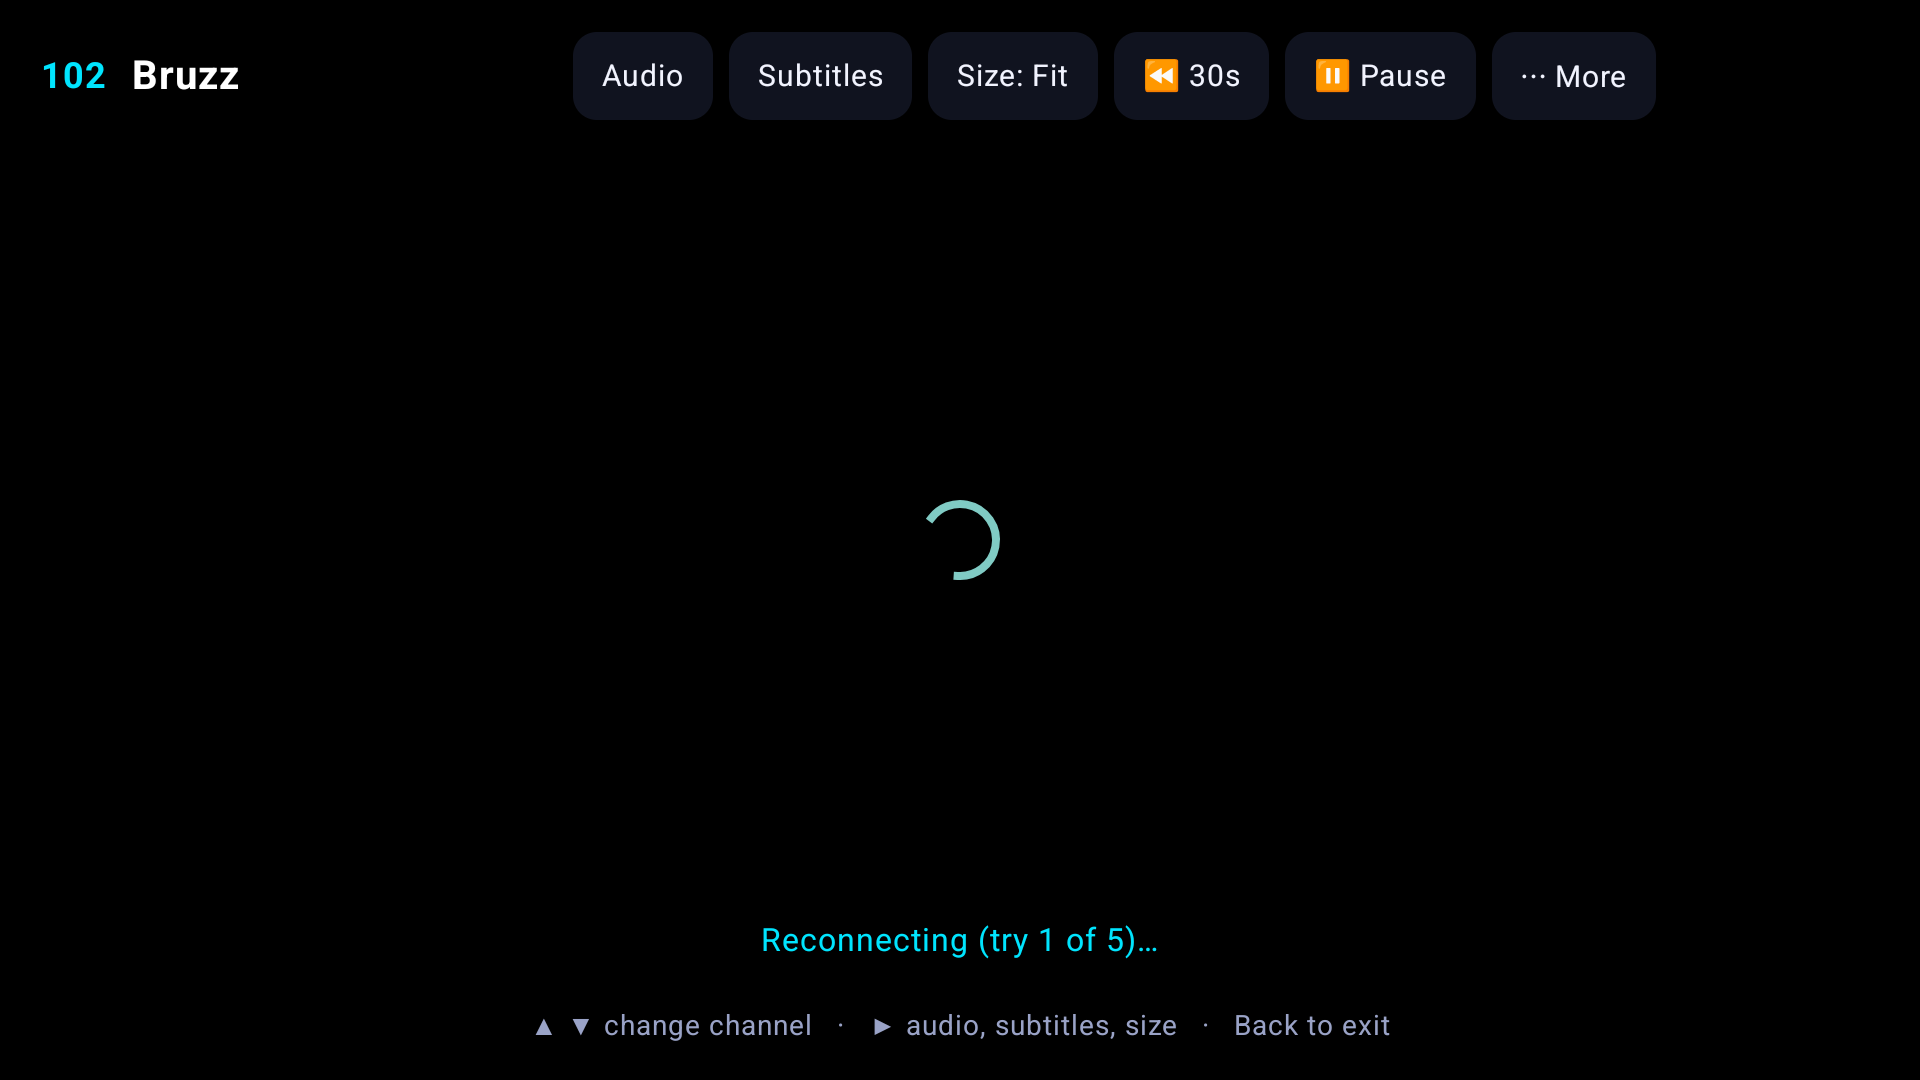 102 Bruzz Audio Subtitles Size: Fit ⏪ 30s ⏸ Pause ··· More
Reconnecting (try 1 of 5)…
▲ ▼ change channel · ► audio, subtitles, size · Back to exit